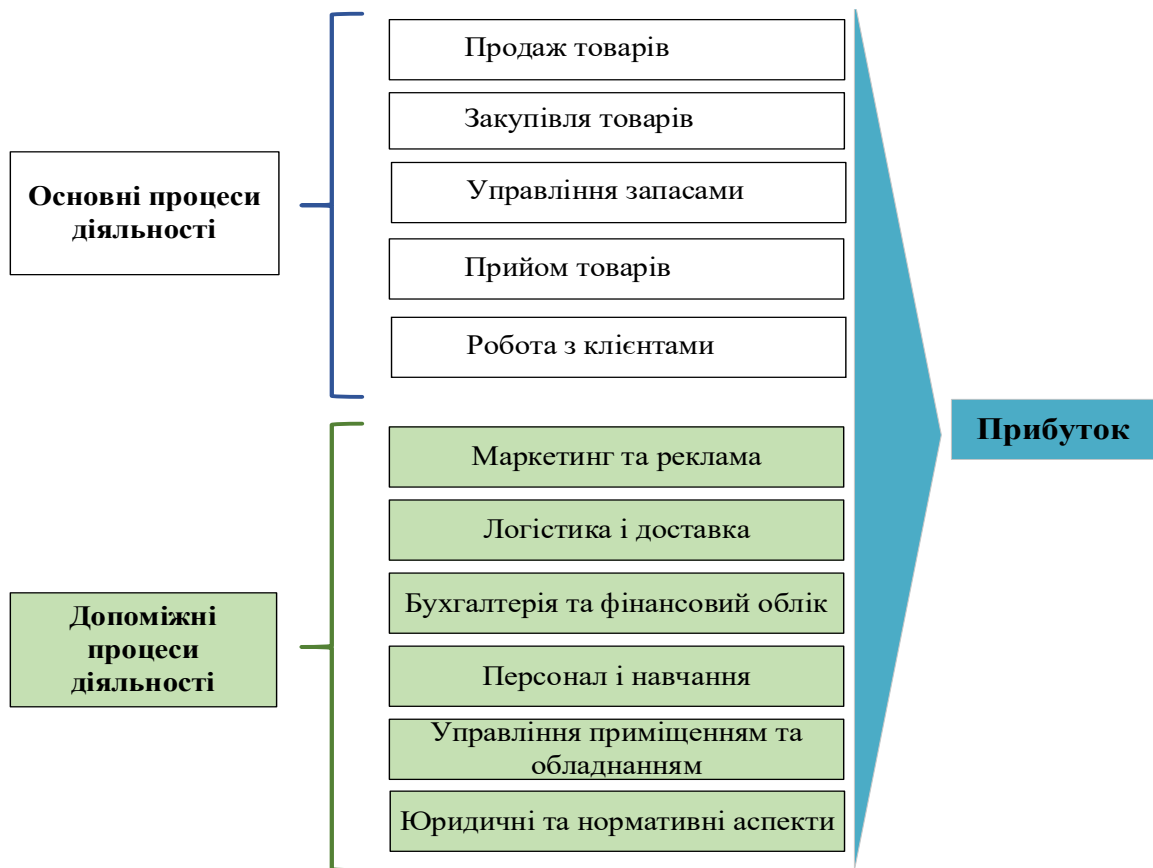 Основні процеси
діяльності
Продаж товарів
Закупівля товарів
Управління запасами
Прийом товарів
Робота з клієнтами
Допоміжні
процеси
діяльності
Маркетинг та реклама
Логістика і доставка
Бухгалтерія та фінансовий облік
Персонал і навчання
Управління приміщенням та
обладнанням
Юридичні та нормативні аспекти
Прибуток